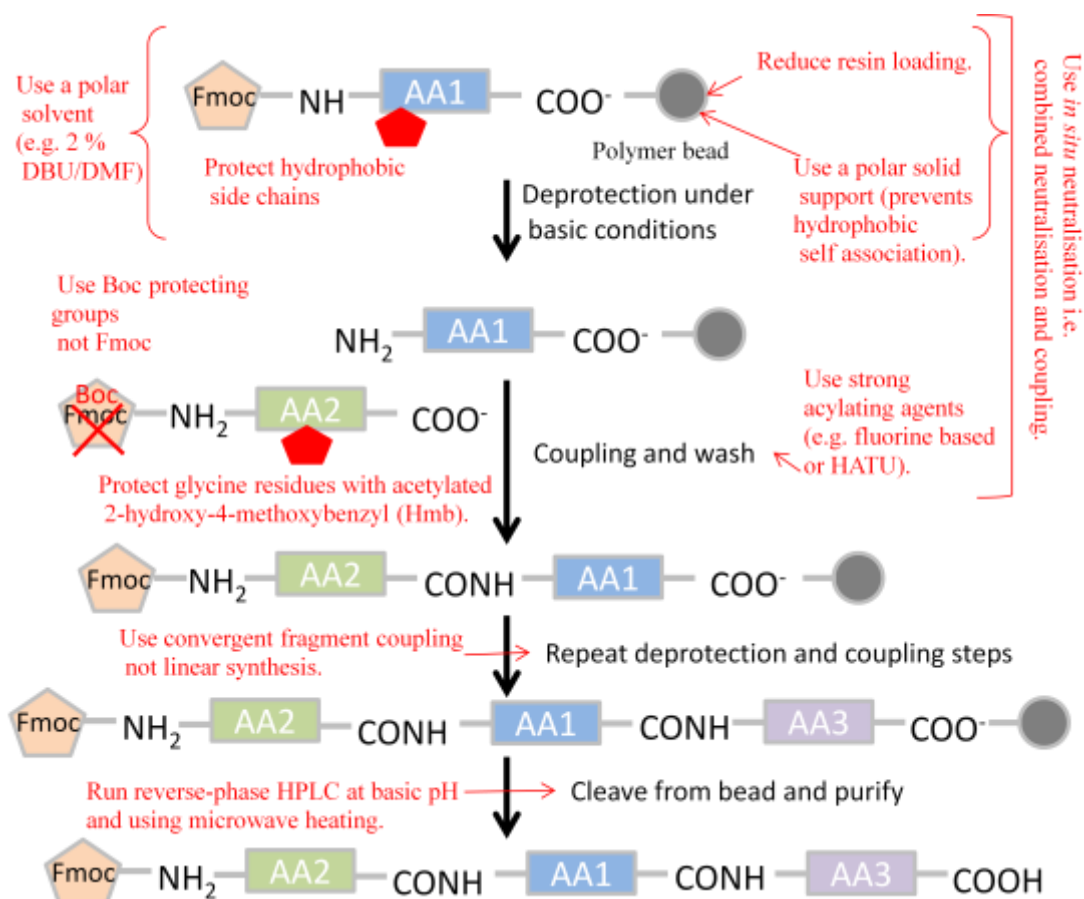 Use a polar
solvent
(e.g. 2 %
DBU/DMF)
Fmoc
NH
AA1
COO-
Reduce resin loading.
Protect hydrophobic
side chains
Polymer bead
Use a polar solid
support (prevents
hydrophobic
self association).
Use in situ neutralisation i.e.
combined neutralisation and coupling.
Deprotection under
basic conditions
Use Boc protecting
groups
not Fmoc
NH2
AA1
COO-
Boc
Fmoc
NH2
AA2
COO-
Coupling and wash
Use strong
acylating agents
(e.g. fluorine based
or HATU).
Protect glycine residues with acetylated
2-hydroxy-4-methoxybenzyl (Hmb).
Fmoc
NH2
AA2
CONH
AA1
COO-
Use convergent fragment coupling
not linear synthesis.
Repeat deprotection and coupling steps
Fmoc
NH2
AA2
CONH
AA1
CONH
AA3
COO-
Run reverse-phase HPLC at basic pH
and using microwave heating.
Cleave from bead and purify
Fmoc
NH2
AA2
CONH
AA1
CONH
AA3
COOH